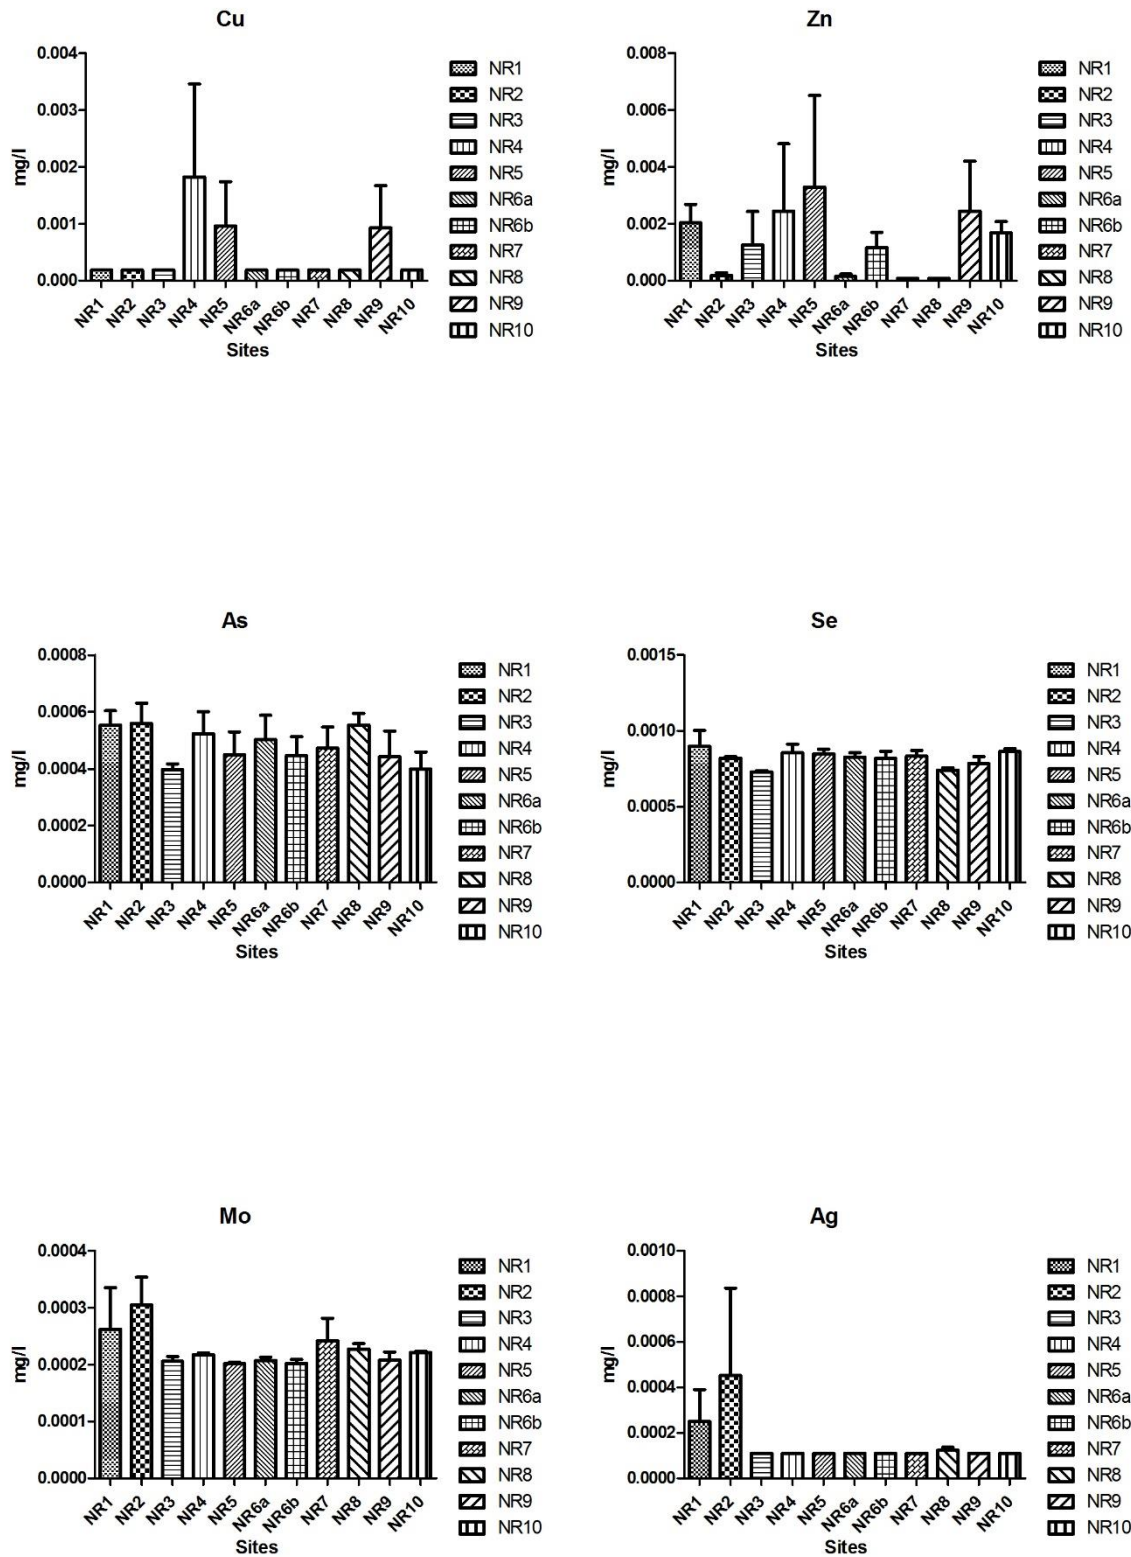 Cu
0.004
0.003
0.002
0.001
0.000
mg/l
NR1
NR2
NR3
NR4
NR5
NR6a
NR6b
NR7
NR8
NR9
NR10
Sites
NR1
NR2
NR3
NR4
NR5
NR6a
NR6b
NR7
NR8
NR9
NR10
Zn
0.008
0.006
0.004
0.002
0.000
mg/l
NR1
NR2
NR3
NR4
NR5
NR6a
NR6b
NR7
NR8
NR9
NR10
Sites
NR1
NR2
NR3
NR4
NR5
NR6a
NR6b
NR7
NR8
NR9
NR10
As
0.0008
0.0006
0.0004
0.0002
0.0000
mg/l
NR1
NR2
NR3
NR4
NR5
NR6a
NR6b
NR7
NR8
NR9
NR10
Sites
NR1
NR2
NR3
NR4
NR5
NR6a
NR6b
NR7
NR8
NR9
NR10
Se
0.0015
0.0010
0.0005
0.0000
mg/l
NR1
NR2
NR3
NR4
NR5
NR6a
NR6b
NR7
NR8
NR9
NR10
Sites
NR1
NR2
NR3
NR4
NR5
NR6a
NR6b
NR7
NR8
NR9
NR10
Mo
0.0004
0.0003
0.0002
0.0001
0.0000
mg/l
NR1
NR2
NR3
NR4
NR5
NR6a
NR6b
NR7
NR8
NR9
NR10
Sites
NR1
NR2
NR3
NR4
NR5
NR6a
NR6b
NR7
NR8
NR9
NR10
Ag
0.0010
0.0008
0.0006
0.0004
0.0002
0.0000
mg/l
NR1
NR2
NR3
NR4
NR5
NR6a
NR6b
NR7
NR8
NR9
NR10
Sites
NR1
NR2
NR3
NR4
NR5
NR6a
NR6b
NR7
NR8
NR9
NR10